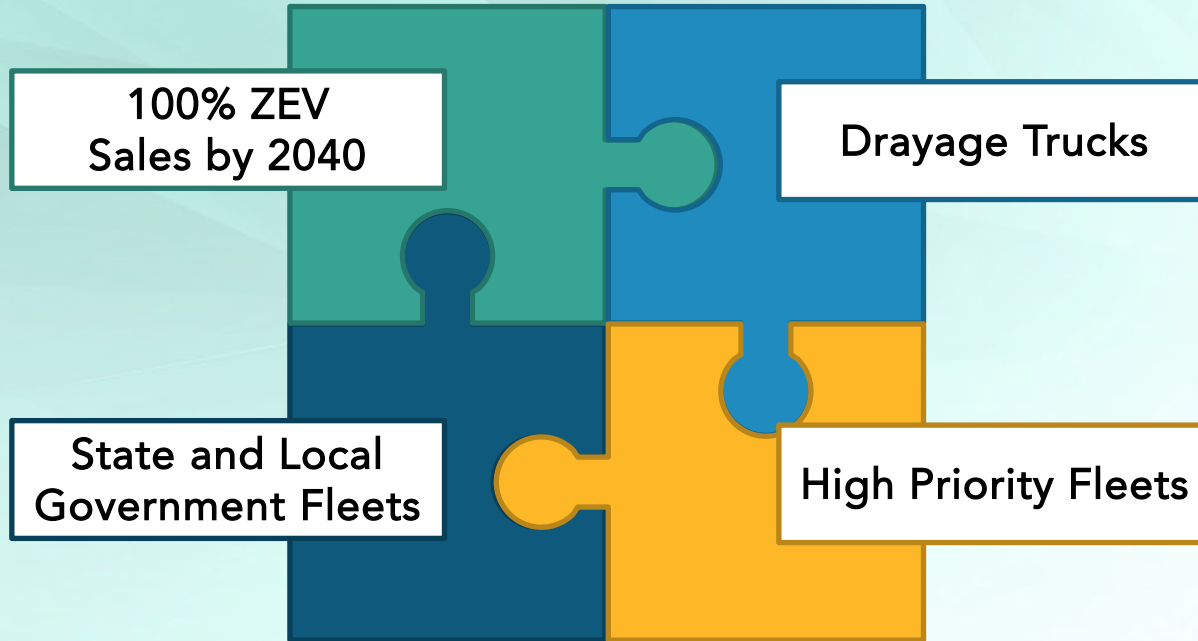 100% ZEV
Sales by 2040
Drayage Trucks
State and Local
Government Fleets
High Priority Fleets